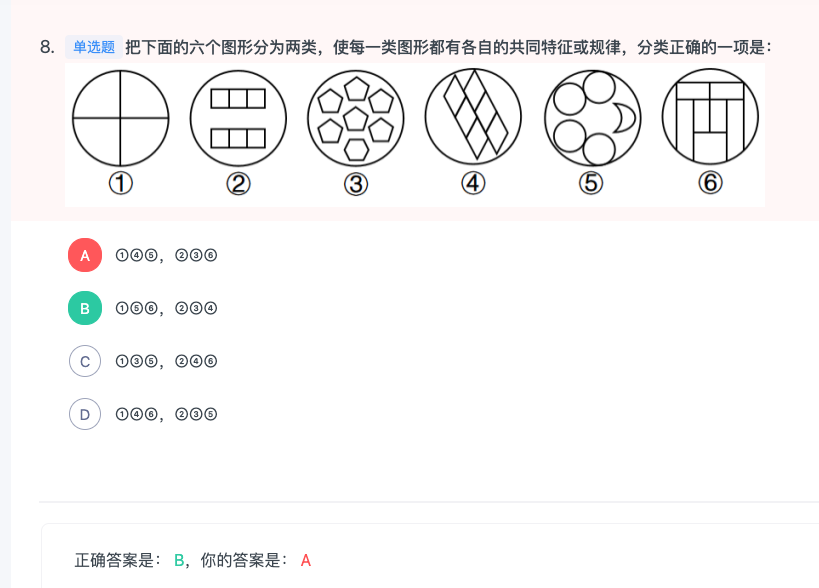 8. 单选题 把下面的六个图形分为两类，使每一类图形都有各自的共同特征或规律，分类正确的一项是：
① ② ③ ④ ⑤ ⑥
A ①④⑤，②③⑥
B ①⑤⑥，②③④
C ①③⑤，②④⑥
D ①④⑥，②③⑤
正确答案是： B，你的答案是： A